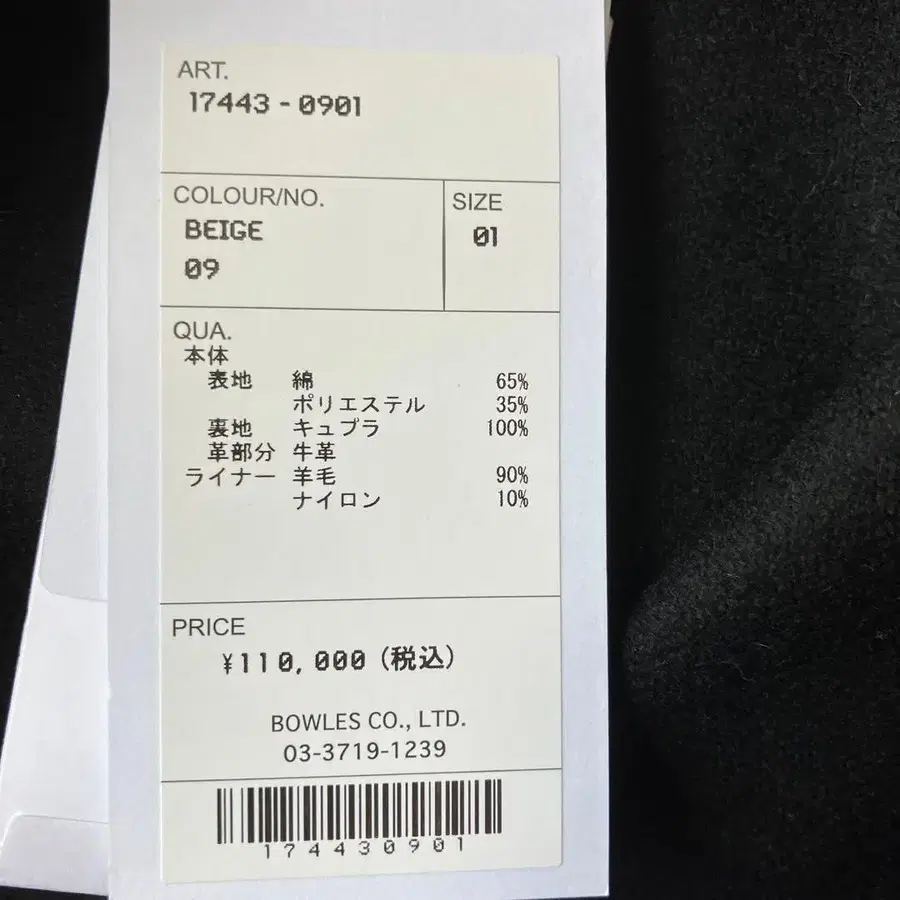 ART.
17443 - 0901
COLOUR/NO.
BEIGE
09
SIZE
01
QUA.
本体
表地 綿 65%
ポリエステル 35%
裏地 キュプラ 100%
革部分 牛革
ライナー 羊毛 90%
ナイロン 10%
PRICE
¥110,000 (税込)
BOWLES CO., LTD.
03-3719-1239
174430901